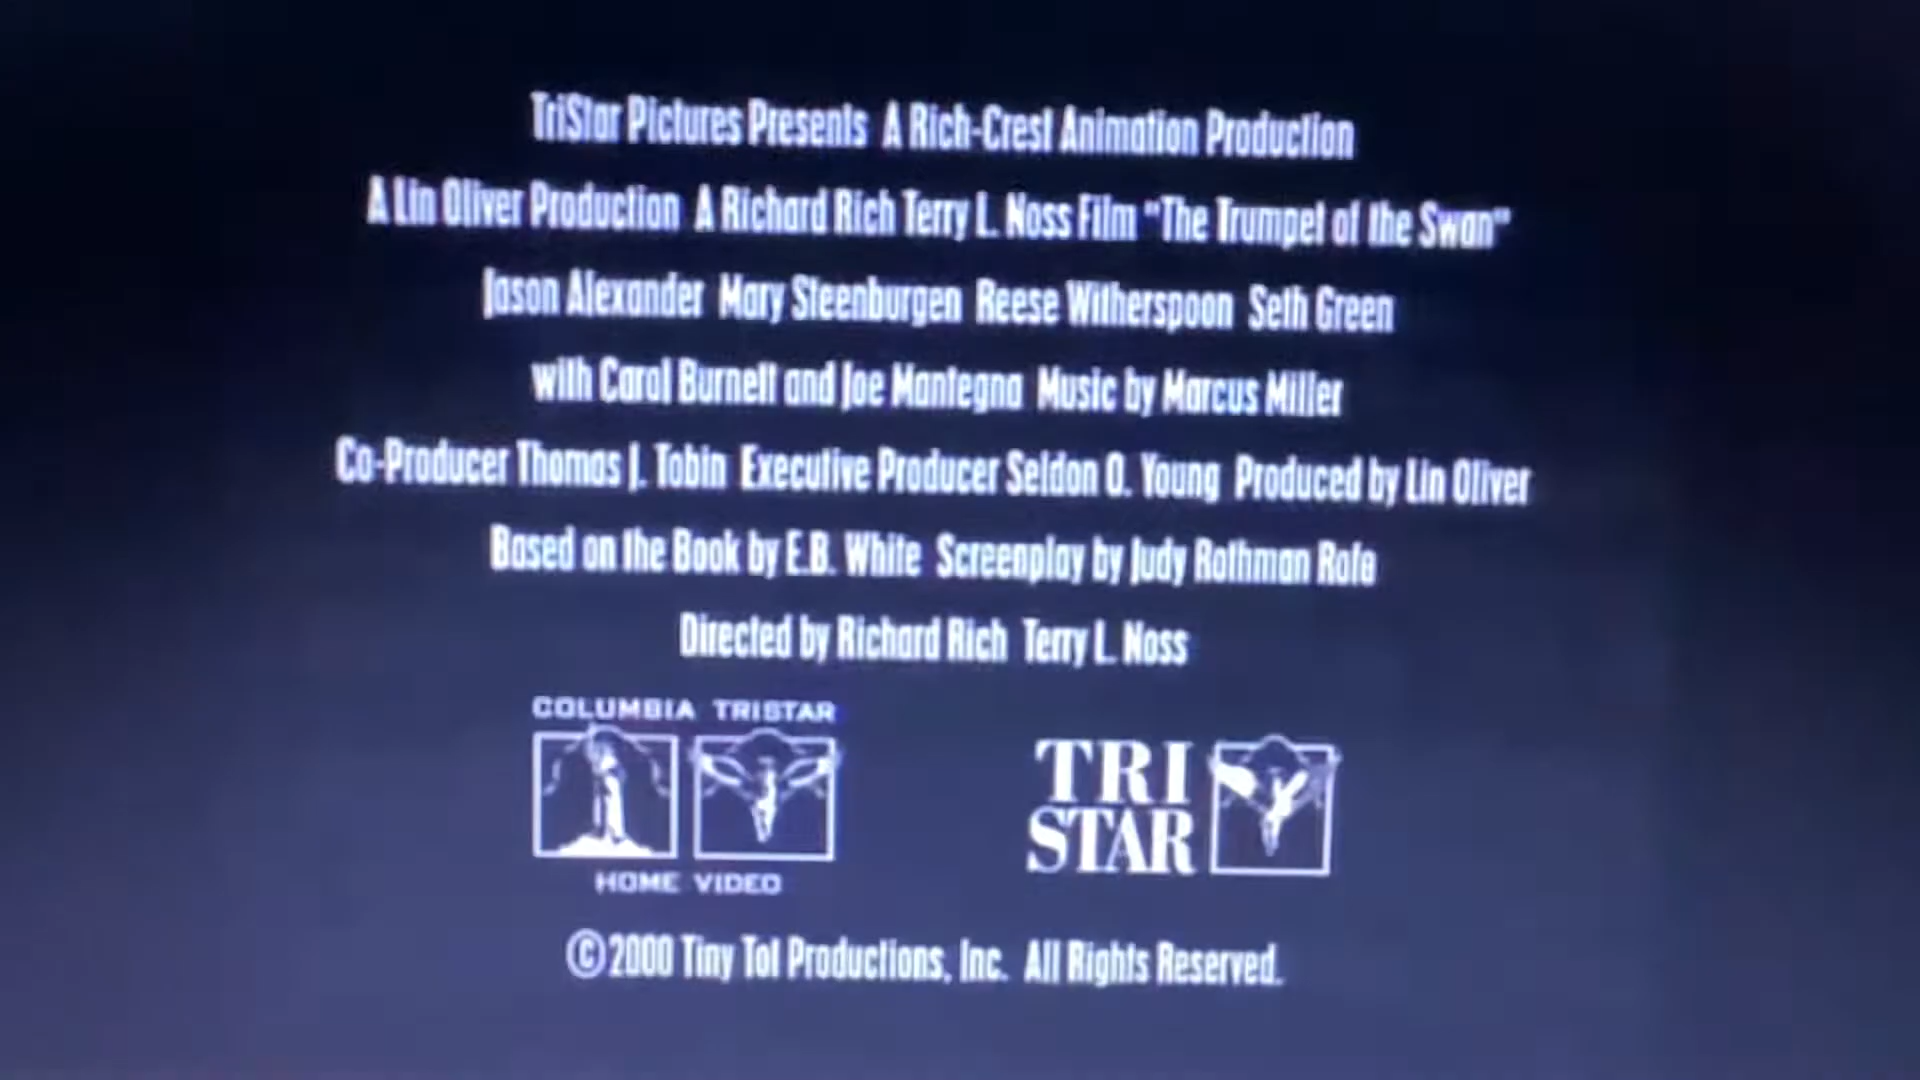 TriStar Pictures Presents A Rich-Crest Animation Production
A Lin Oliver Production A Richard Rich Terry L. Noss Film "The Trumpet of the Swan"
Jason Alexander Mary Steenburgen Reese Witherspoon Seth Green
with Carol Burnett and Joe Mantegna Music by Marcus Miller
Co-Producer Thomas J. Tobin Executive Producer Seldon O. Young Produced by Lin Oliver
Based on the Book by E.B. White Screenplay by Judy Rothman Rofe
Directed by Richard Rich Terry L. Noss
COLUMBIA TRISTAR
HOME VIDEO
TRI
STAR
©2000 Tiny Tot Productions, Inc. All Rights Reserved.